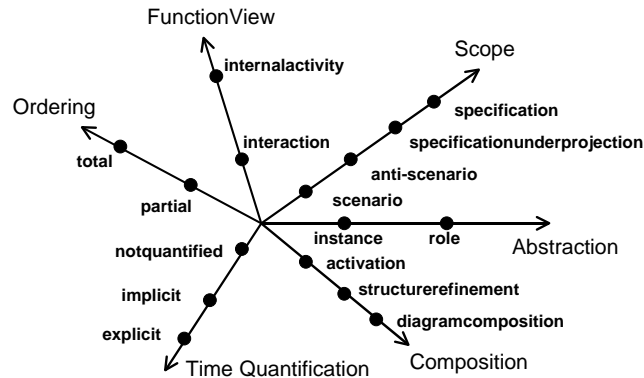 FunctionView
internalactivity
Scope
Ordering
specification
total
interaction
specificationunderprojection
anti-scenario
partial
scenario
instance
role
Abstraction
notquantified
activation
implicit
structurerefinement
explicit
diagramcomposition
Time Quantification
Composition